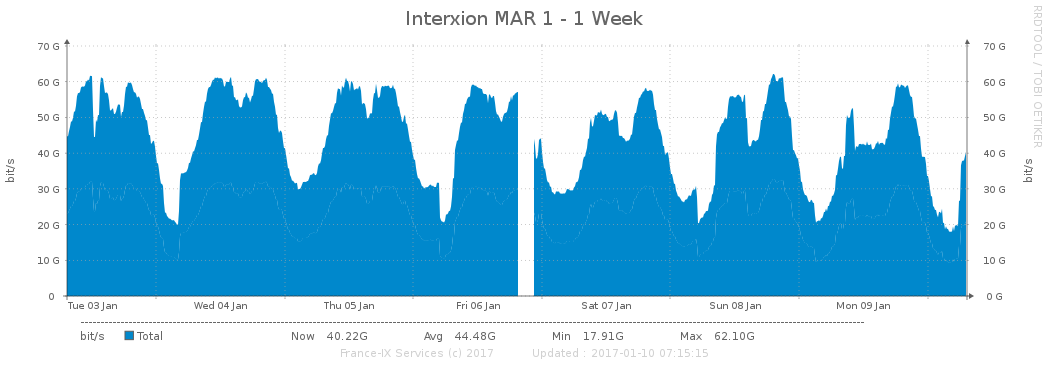 Interxion MAR 1 - 1 Week
RRDTOOL / TOBI OETIKER
bit/s
70 G 70 G
60 G 60 G
50 G 50 G
40 G 40 G
30 G 30 G
20 G 20 G
10 G 10 G
0 0 G
bit/s
Tue 03 Jan Wed 04 Jan Thu 05 Jan Fri 06 Jan Sat 07 Jan Sun 08 Jan Mon 09 Jan
bit/s Total Now 40.22G Avg 44.48G Min 17.91G Max 62.10G
France-IX Services (c) 2017 Updated : 2017-01-10 07:15:15